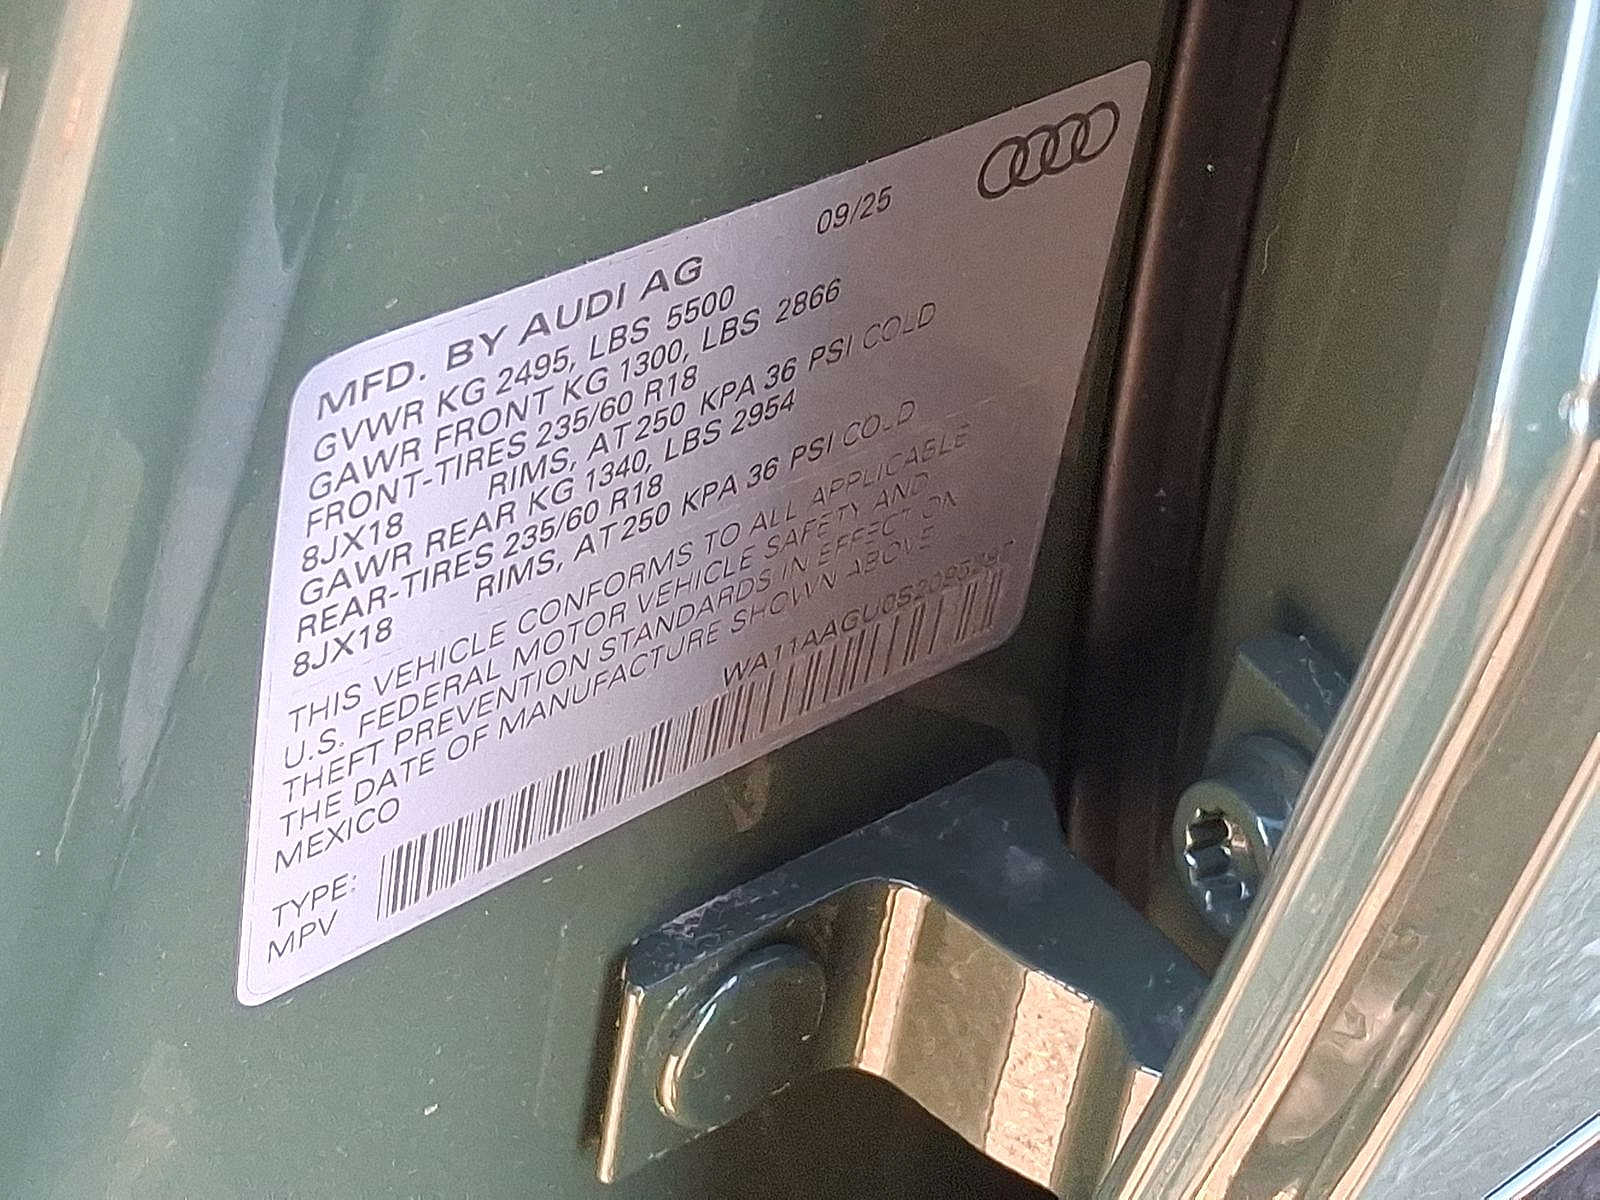 09/25
MFD. BY AUDI AG
GVWR KG 2495, LBS 5500
GAWR FRONT KG 1300, LBS 2866
FRONT-TIRES 235/60 R18
8JX18 RIMS, AT 250 KPA 36 PSI COLD
GAWR REAR KG 1340, LBS 2954
REAR-TIRES 235/60 R18
8JX18 RIMS, AT 250 KPA 36 PSI COLD
THIS VEHICLE CONFORMS TO ALL APPLICABLE
U.S. FEDERAL MOTOR VEHICLE SAFETY AND
THEFT PREVENTION STANDARDS IN EFFECT ON
THE DATE OF MANUFACTURE SHOWN ABOVE
MEXICO
TYPE:
MPV